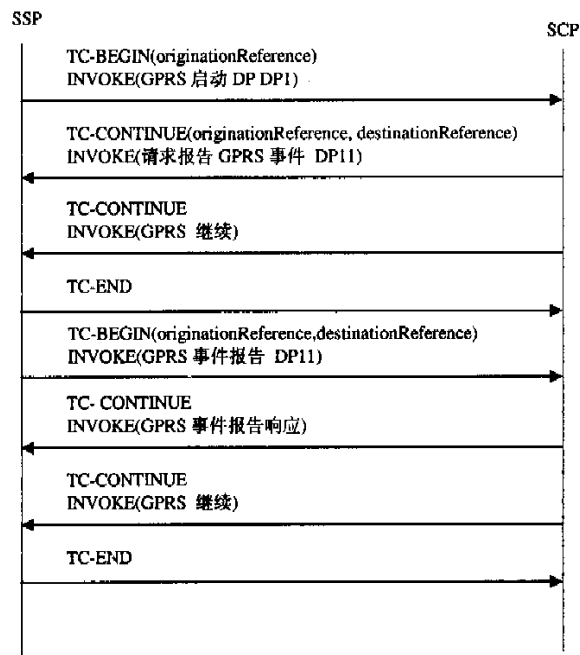 SSP
SCP
TC-BEGIN(originationReference)
INVOKE(GPRS 启动 DP DP1)
TC-CONTINUE(originationReference, destinationReference)
INVOKE(请求报告 GPRS 事件 DP11)
TC-CONTINUE
INVOKE(GPRS 继续)
TC-END
TC-BEGIN(originationReference,destinationReference)
INVOKE(GPRS 事件报告 DP11)
TC- CONTINUE
INVOKE(GPRS 事件报告响应)
TC-CONTINUE
INVOKE(GPRS 继续)
TC-END